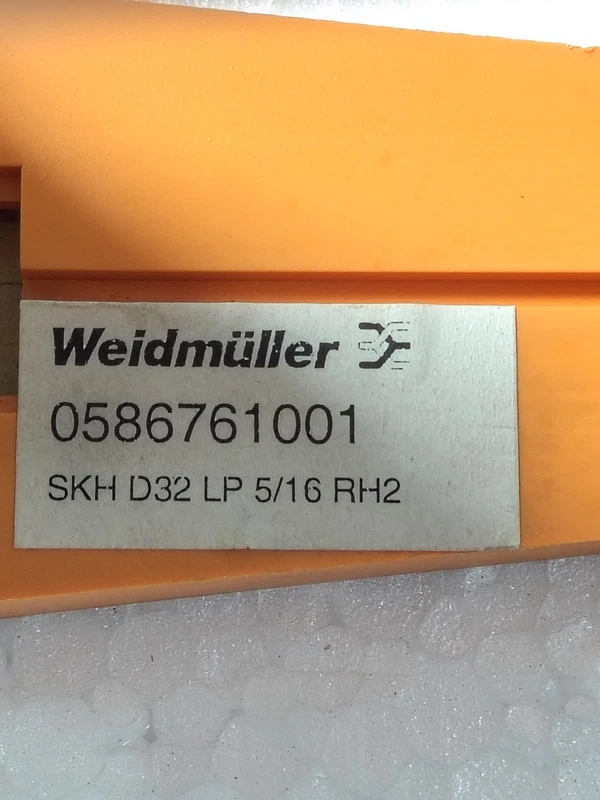 Weidmüller
0586761001
SKH D32 LP 5/16 RH2